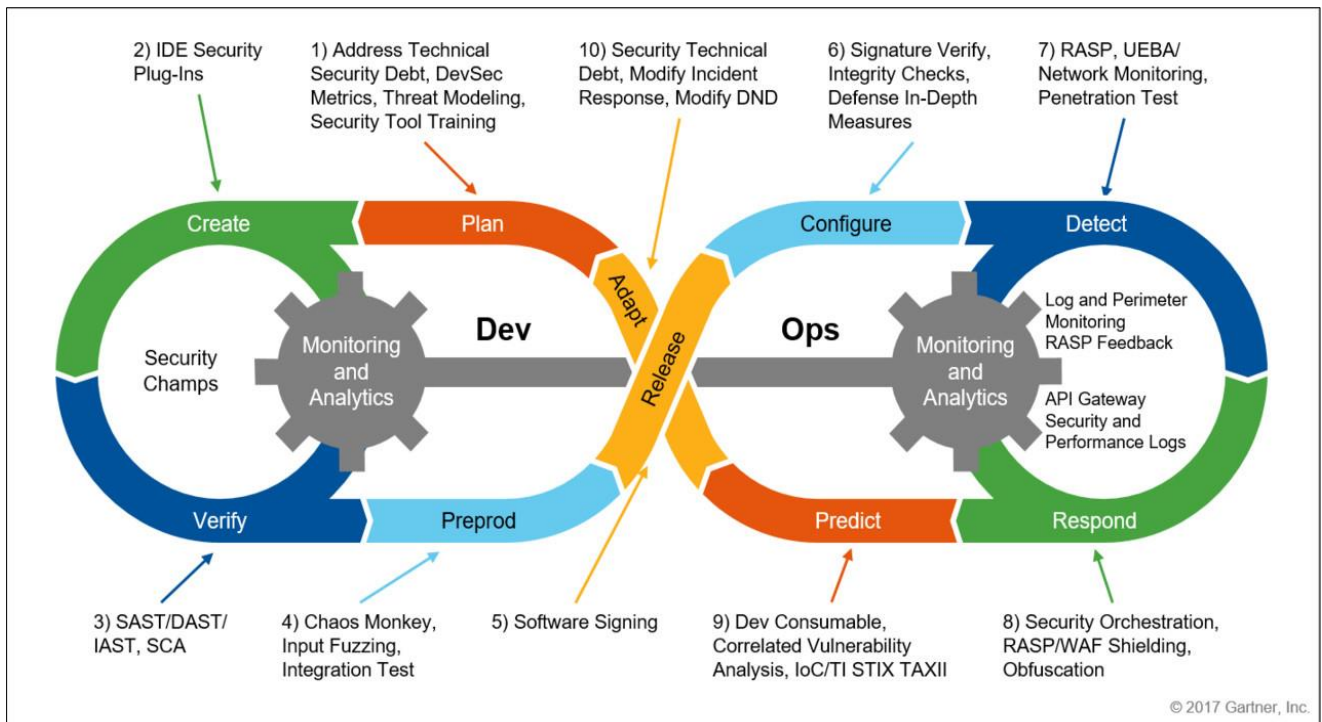 2) IDE Security
Plug-Ins
1) Address Technical
Security Debt, DevSec
Metrics, Threat Modeling,
Security Tool Training
10) Security Technical
Debt, Modify Incident
Response, Modify DND
6) Signature Verify,
Integrity Checks,
Defense In-Depth
Measures
7) RASP, UEBA/
Network Monitoring,
Penetration Test
Create
Plan
Adapt
Release
Configure
Detect
Security
Champs
Monitoring
and
Analytics
Dev
Ops
Monitoring
and
Analytics
Log and Perimeter
Monitoring
RASP Feedback
API Gateway
Security and
Performance Logs
Verify
Preprod
Predict
Respond
3) SAST/DAST/
IAST, SCA
4) Chaos Monkey,
Input Fuzzing,
Integration Test
5) Software Signing
9) Dev Consumable,
Correlated Vulnerability
Analysis, IoC/TI STIX TAXII
8) Security Orchestration,
RASP/WAF Shielding,
Obfuscation
© 2017 Gartner, Inc.